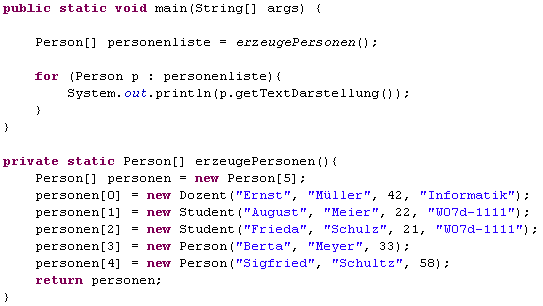 public static void main(String[] args) {
Person[] personenliste = erzeugePersonen();
for (Person p : personenliste){
System.out.println(p.getTextDarstellung());
}
}
private static Person[] erzeugePersonen(){
Person[] personen = new Person[5];
personen[0] = new Dozent("Ernst", "Müller", 42, "Informatik");
personen[1] = new Student("August", "Meier", 22, "WO7d-1111");
personen[2] = new Student("Frieda", "Schulz", 21, "WO7d-1111");
personen[3] = new Person("Berta", "Meyer", 33);
personen[4] = new Person("Sigfried", "Schultz", 58);
return personen;
}